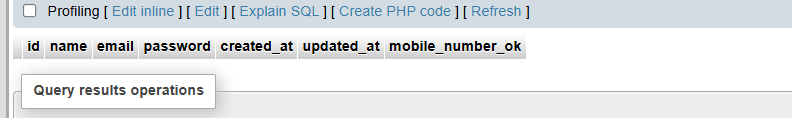 Profiling [ Edit inline ] [ Edit ] [ Explain SQL ] [ Create PHP code ] [ Refresh ]
id name email password created_at updated_at mobile_number_ok
Query results operations